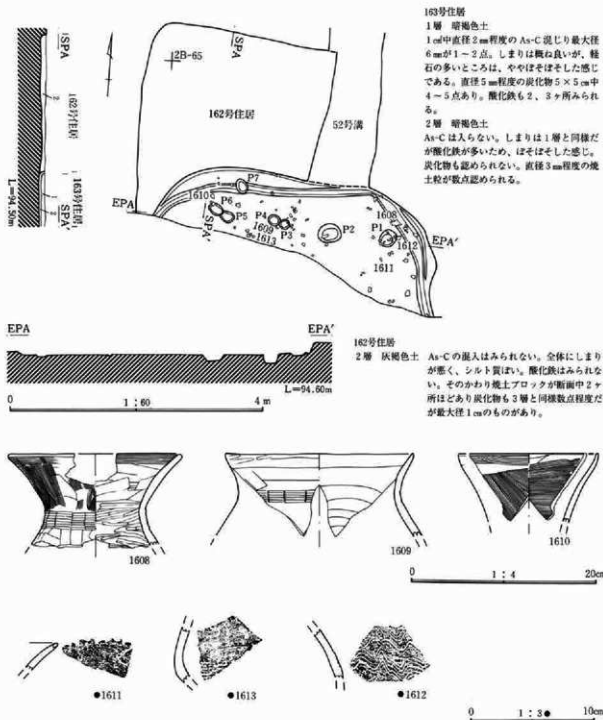 163号住居
1層　暗褐色土
1cm中直径2mm程度のAs-C混じり最大径
6mmが1～2点。しまりは概ね良いが、軽
石の多いところは、ややぼそぼそした感じ
である。直径5mm程度の炭化物5×5cm中
4～5点あり。酸化鉄も2、3ヶ所みられ
る。
2層　暗褐色土
As-Cは入らない。しまりは1層と同様だ
が酸化鉄が多いため、ぼそぼそした感じ。
炭化物も認められない。直径3mm程度の焼
土粒が数点認められる。
SPA
2B-65
SPA
162号住居
52号溝
162号住居
163号住居
SPA'
L=94.50m
P7
1610
P6
P5
P4
1609
P3
1613
P2
1608
P1
1612
1611
EPA
SPA'
EPA'
EPA
EPA'
L=94.60m
0
1:60
4m
162号住居
2層　灰褐色土　As-Cの混入はみられない。全体にしまり
が悪く、シルト質ぽい。酸化鉄はみられな
い。そのかわり焼土ブロックが断面中2ヶ
所ほどあり炭化物も3層と同様数点程度だ
が最大径1cmのものがあり。
1608
1609
1610
0
1:4
20cm
●1611
●1613
●1612
0
1:3●
10cm